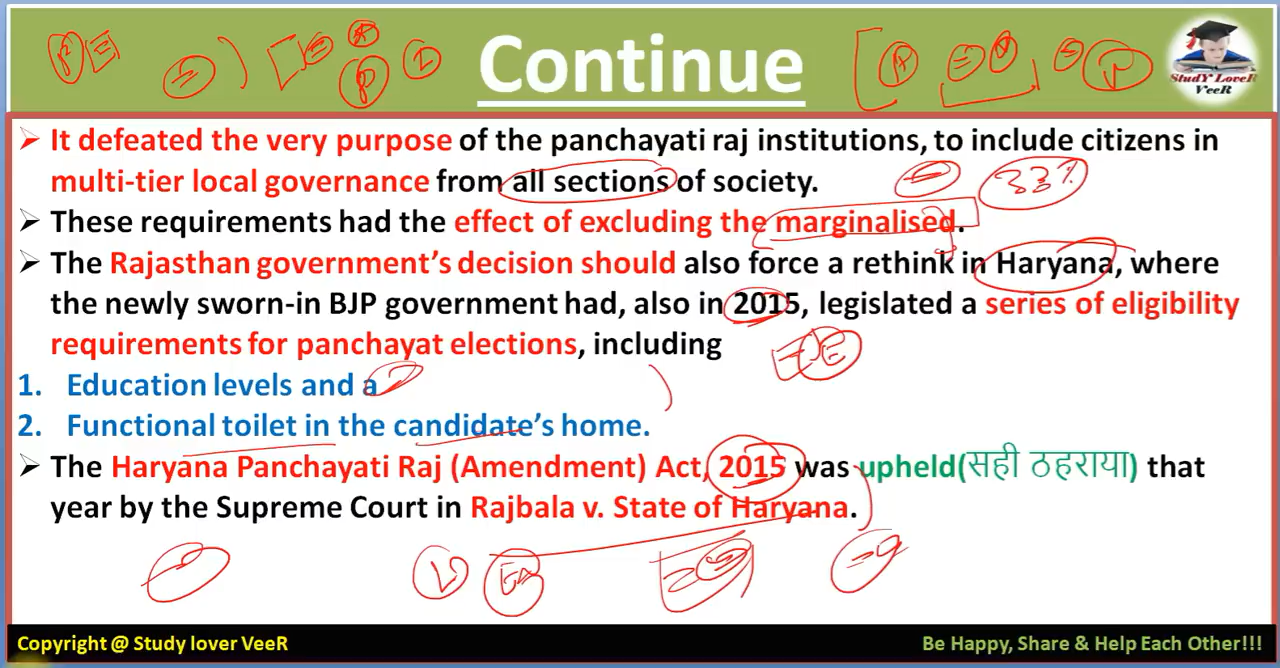 Continue
StudY LoveR
VeeR
➤ It defeated the very purpose of the panchayati raj institutions, to include citizens in
multi-tier local governance from all sections of society.
33%
➤ These requirements had the effect of excluding the marginalised.
➤ The Rajasthan government's decision should also force a rethink in Haryana, where
the newly sworn-in BJP government had, also in 2015, legislated a series of eligibility
requirements for panchayat elections, including
1. Education levels and a
2. Functional toilet in the candidate's home.
➤ The Haryana Panchayati Raj (Amendment) Act, 2015 was upheld(सही ठहराया) that
year by the Supreme Court in Rajbala v. State of Haryana.
Copyright @ Study lover VeeR
Be Happy, Share & Help Each Other!!!